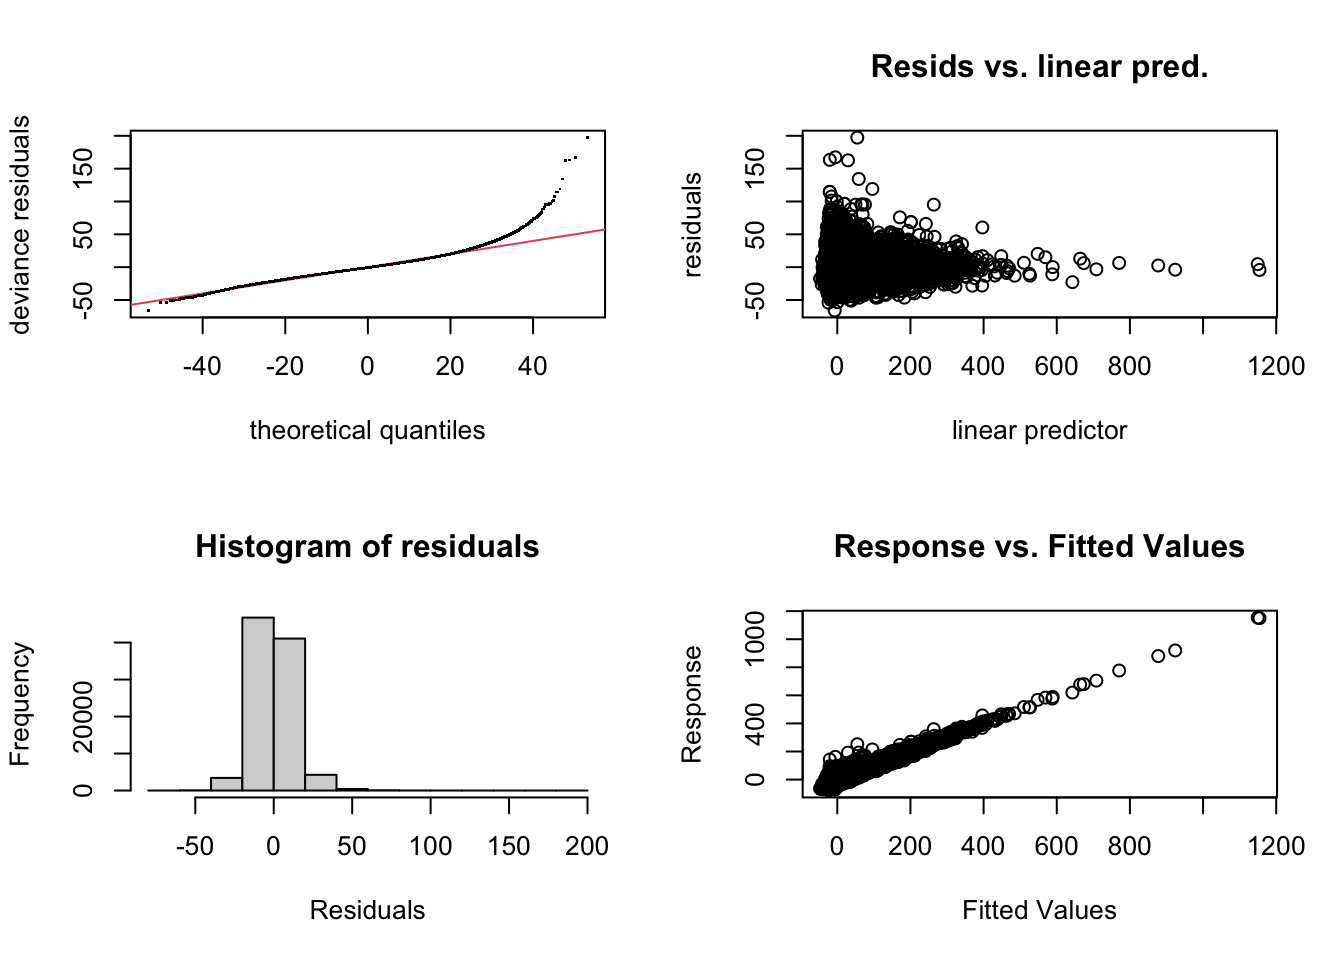 deviance residuals
150
50
-50
-40 -20 0 20 40
theoretical quantiles
Resids vs. linear pred.
residuals
150
50
-50
0 200 400 600 800 1200
linear predictor
Histogram of residuals
Frequency
20000
0
-50 0 50 100 150 200
Residuals
Response vs. Fitted Values
Response
1000
400
0
0 200 400 600 800 1200
Fitted Values